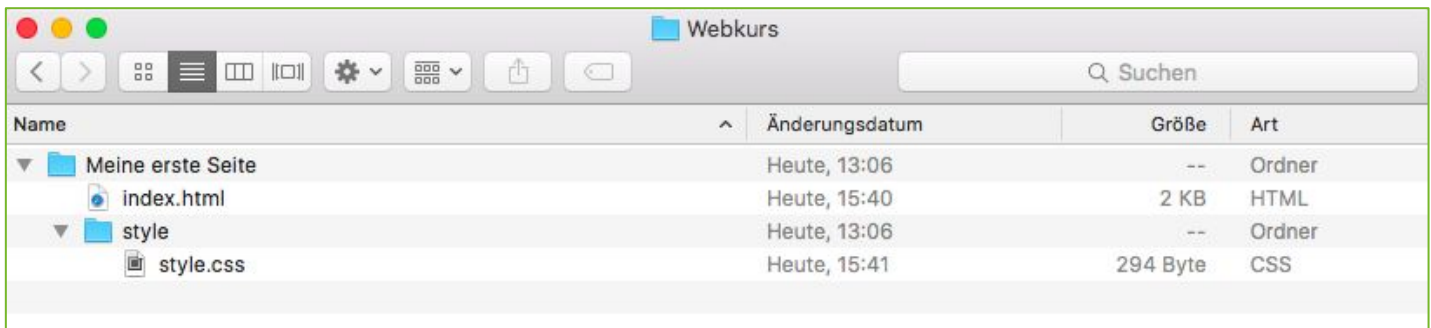 Webkurs
Suchen
Name Änderungsdatum Größe Art
Meine erste Seite Heute, 13:06 -- Ordner
index.html Heute, 15:40 2 KB HTML
style Heute, 13:06 -- Ordner
style.css Heute, 15:41 294 Byte CSS